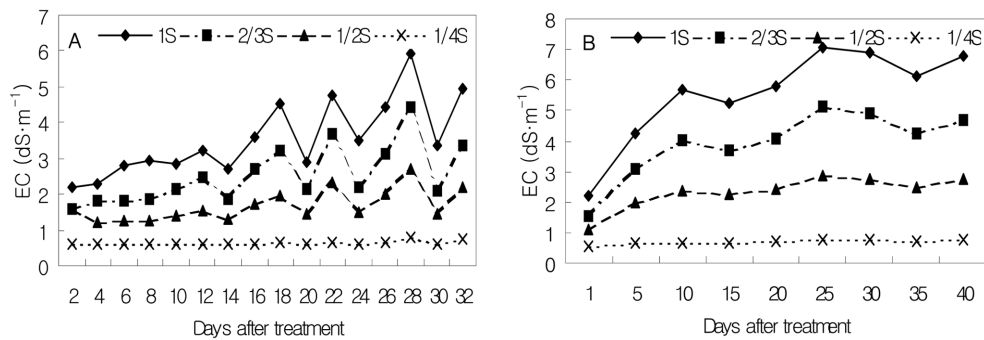 A 1S 2/3S 1/2S 1/4S
EC (dS·m⁻¹)
7
6
5
4
3
2
1
0
2 4 6 8 10 12 14 16 18 20 22 24 26 28 30 32
Days after treatment
B 1S 2/3S 1/2S 1/4S
EC (dS·m⁻¹)
8
7
6
5
4
3
2
1
0
1 5 10 15 20 25 30 35 40
Days after treatment